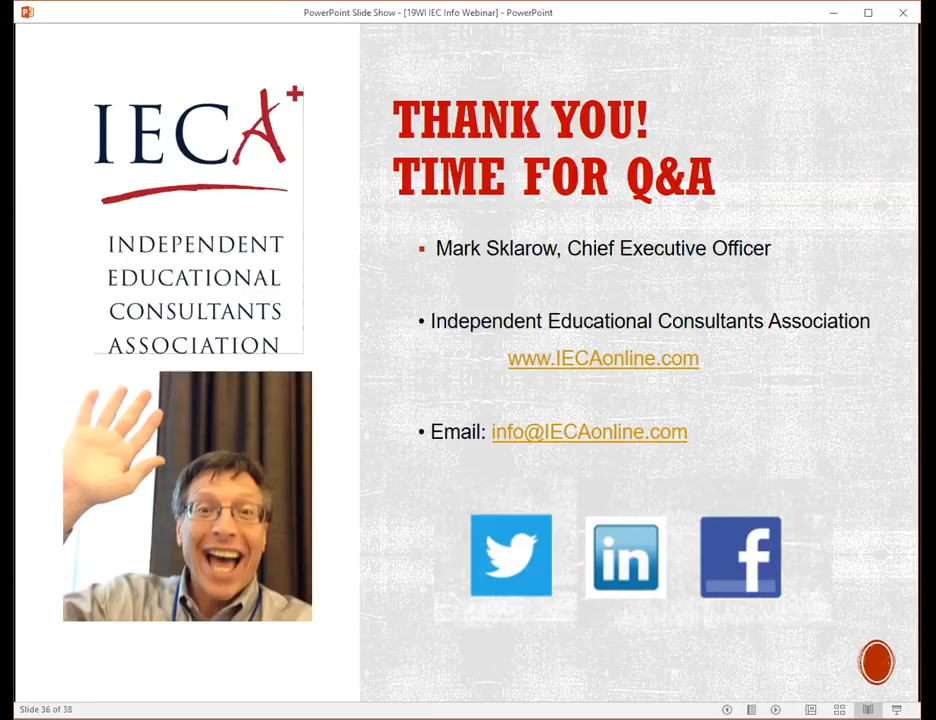 PowerPoint Slide Show - [19WI IEC Info Webinar] - PowerPoint
IECA+
INDEPENDENT
EDUCATIONAL
CONSULTANTS
ASSOCIATION
THANK YOU!
TIME FOR Q&A
▪ Mark Sklarow, Chief Executive Officer
• Independent Educational Consultants Association
www.IECAonline.com
• Email: info@IECAonline.com
in
f
Slide 36 of 38